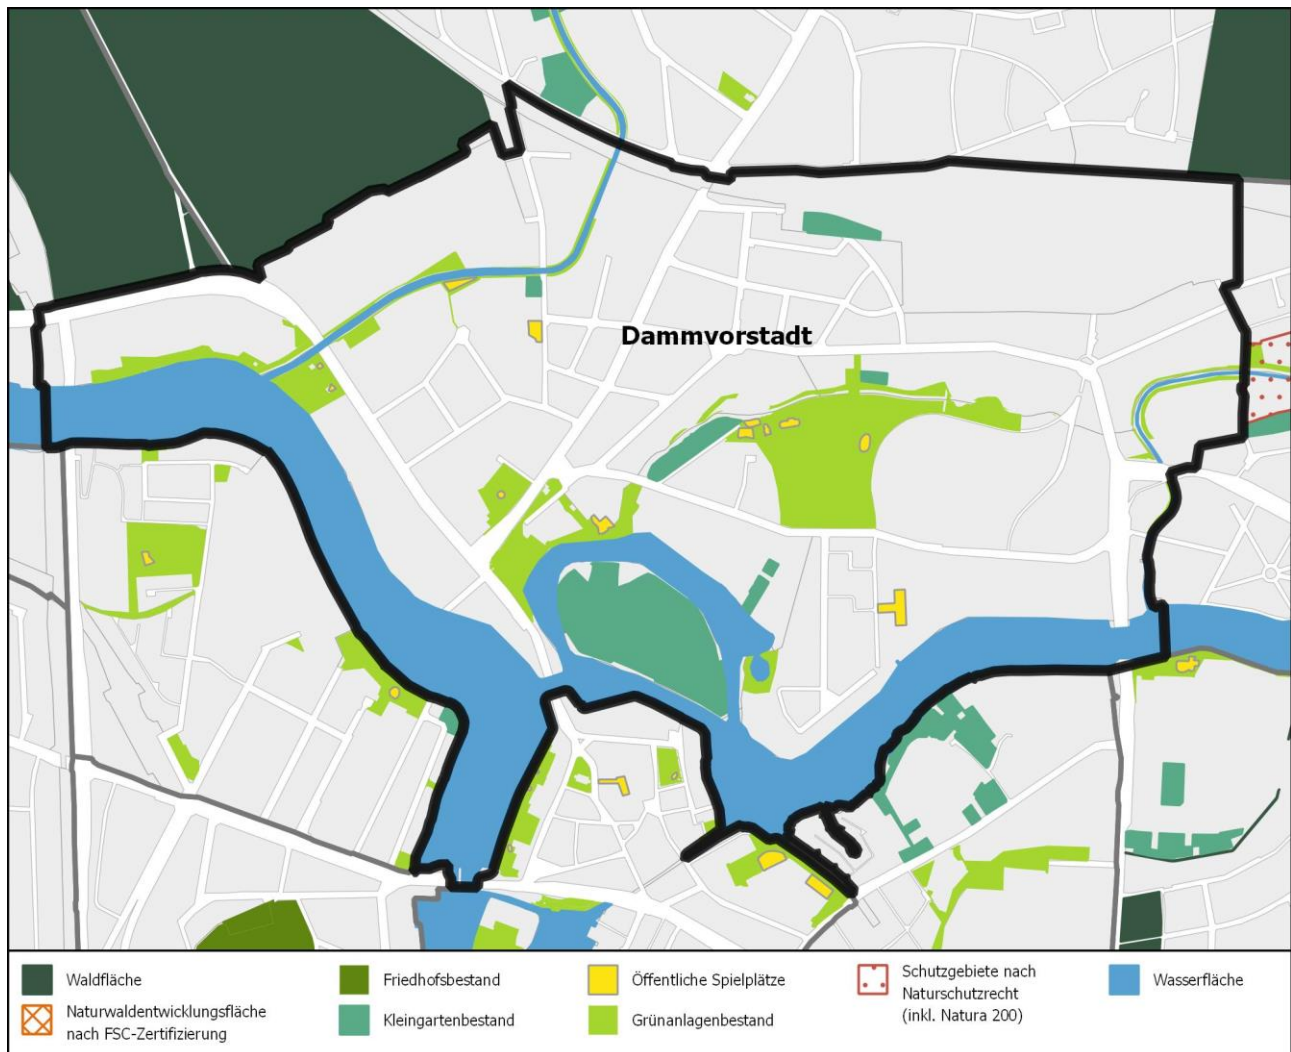 Dammvorstadt
Waldfläche
Naturwaldentwicklungsfläche
nach FSC-Zertifizierung
Friedhofsbestand
Kleingartenbestand
Öffentliche Spielplätze
Grünanlagenbestand
Schutzgebiete nach
Naturschutzrecht
(inkl. Natura 200)
Wasserfläche